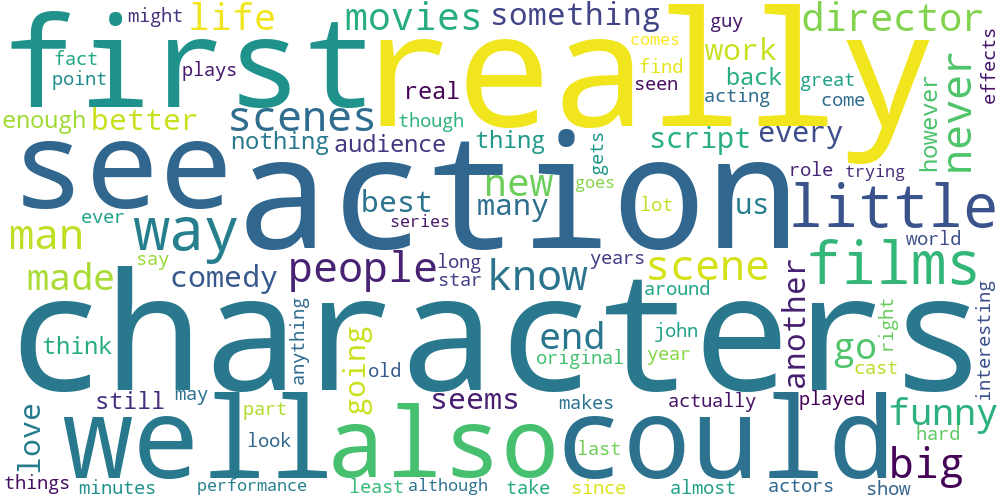 first
really
might
life
movies
something
guy
director
fact
point
plays
comes
work
find
seen
back
acting
great
come
effects
real
enough
better
scenes
though
nothing
audience
thing
script
every
however
never
see
action
gets
new
goes
role
trying
best
many
series
lot
us
little
ever
man
way
world
say
made
comedy
people
long
star
know
years
scene
films
characters
around
another
think
anything
going
end
original
john
year
go
cast
right
interesting
old
still
may
part
seems
makes
actually
played
funny
love
well
look
also
could
last
hard
big
things
minutes
performance
least
although
take
since
almost
actors
show